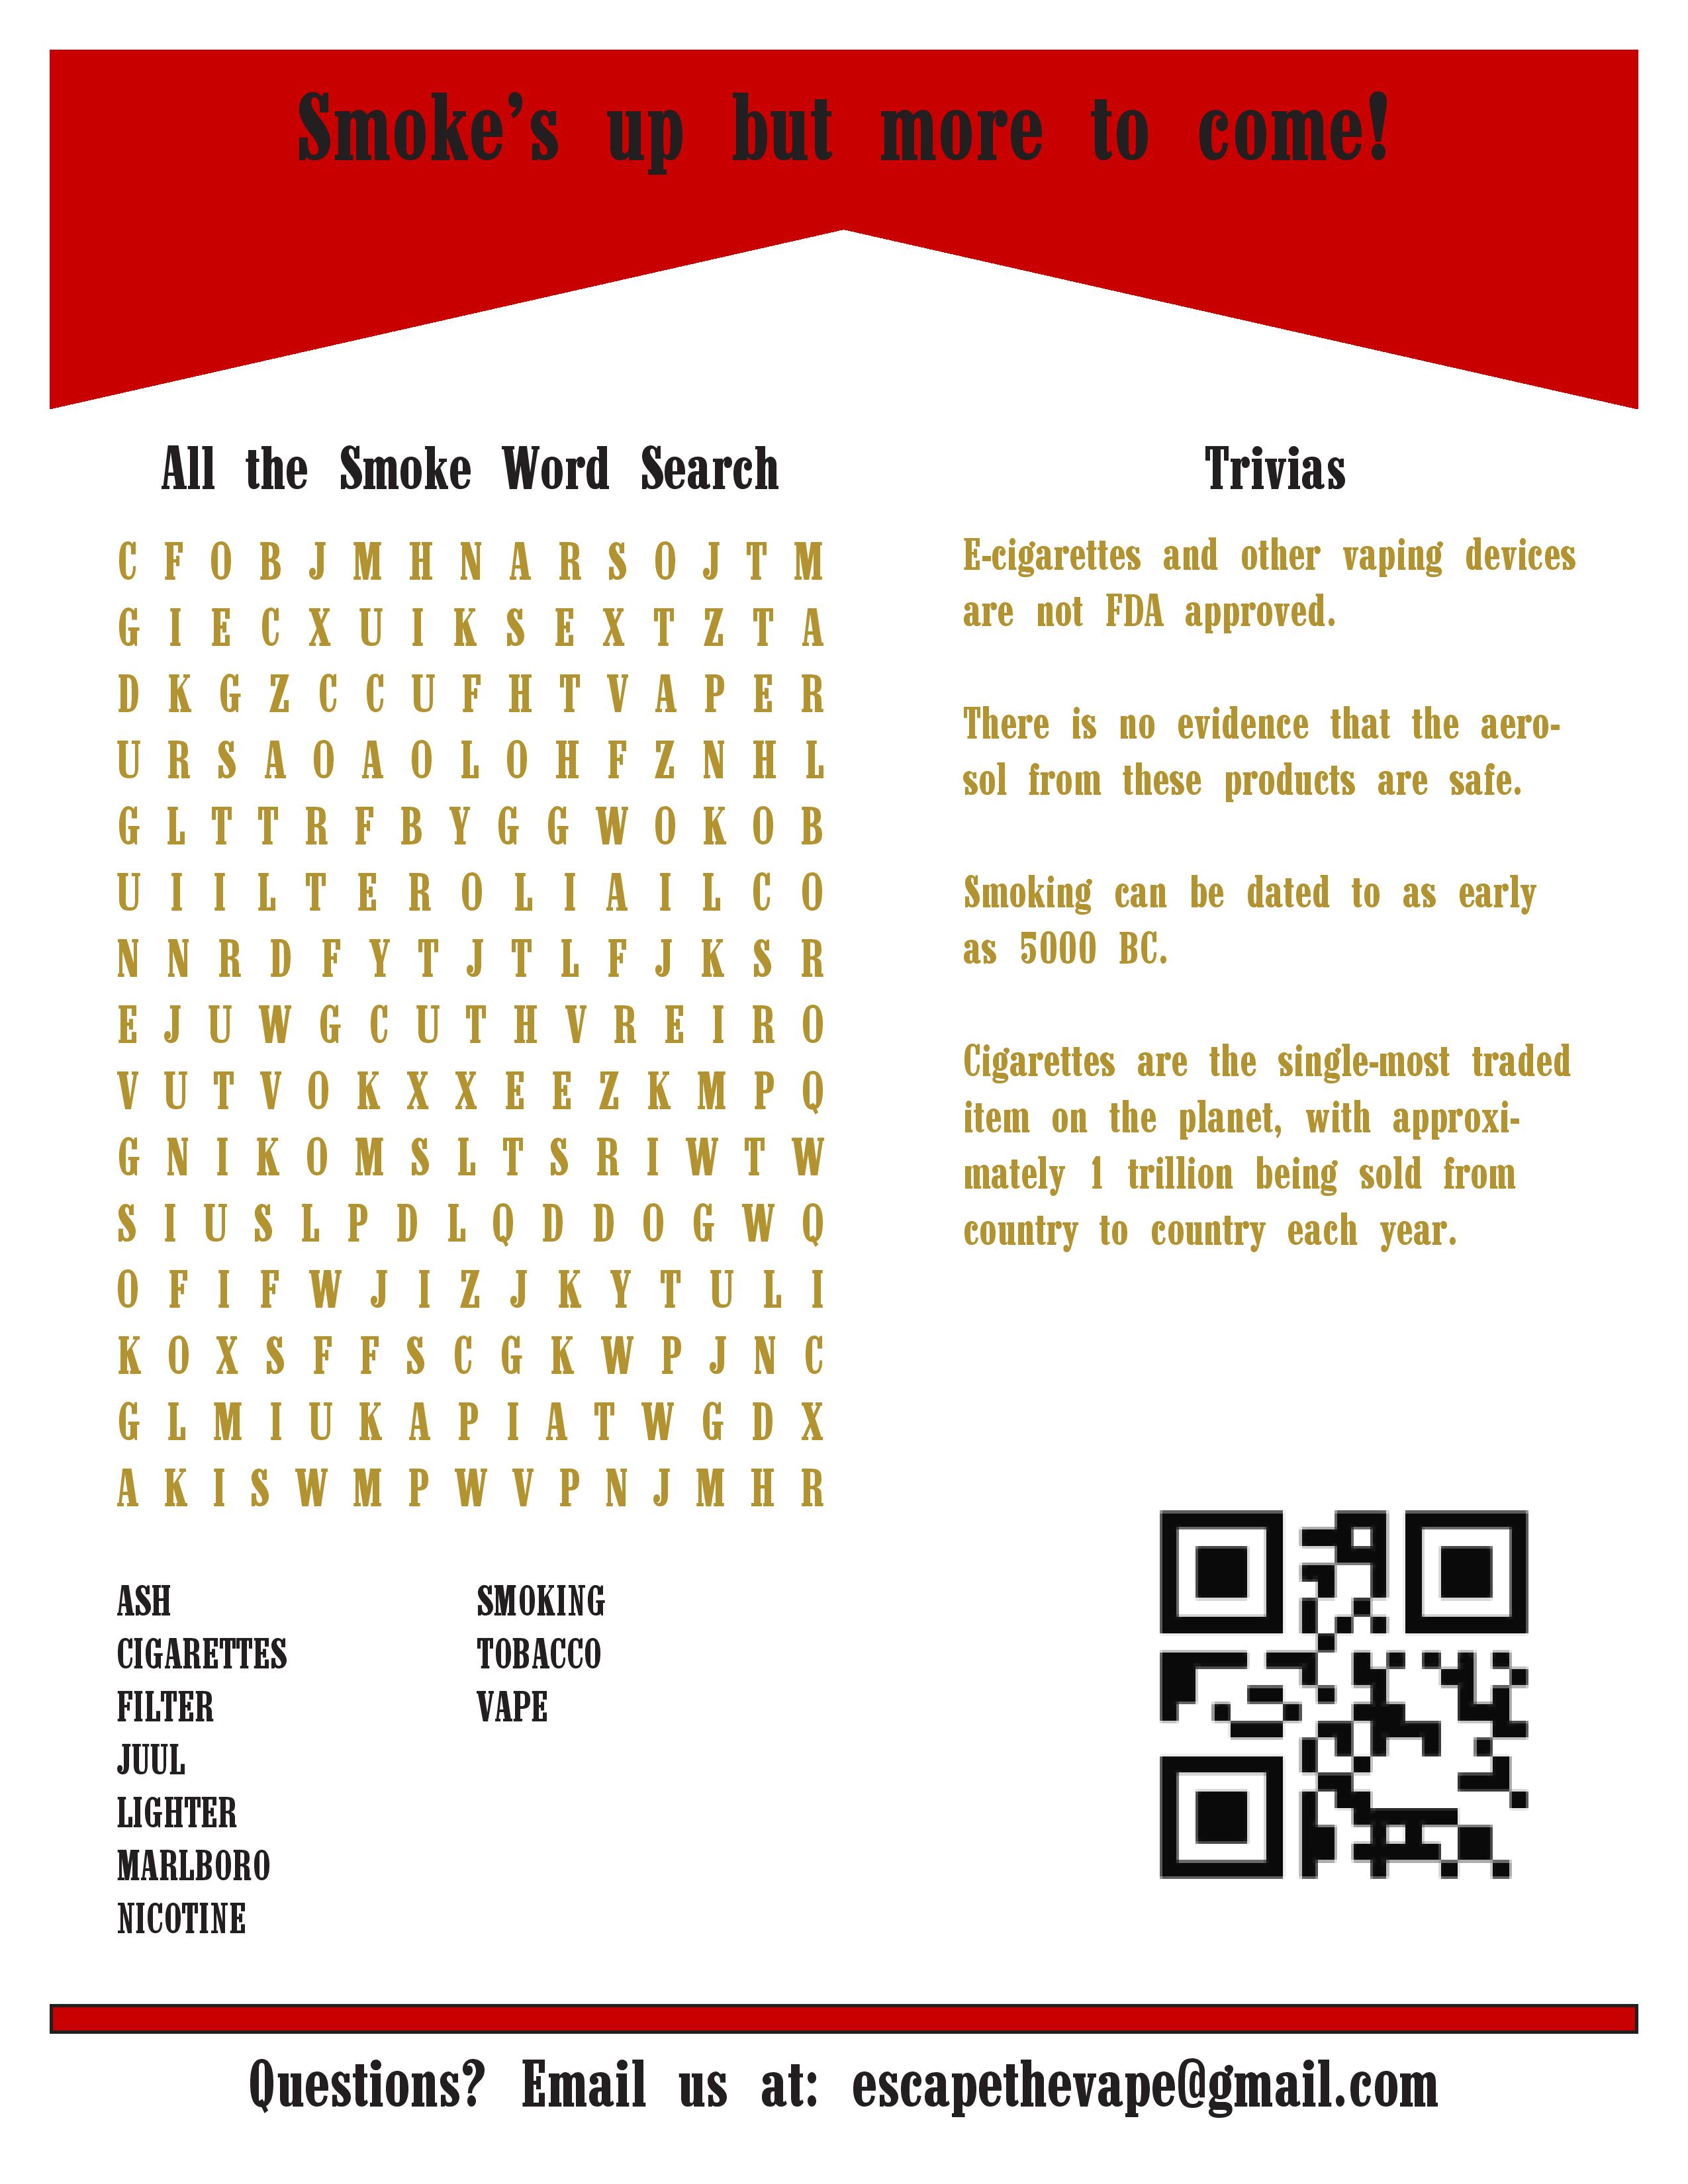 Smoke’s up but more to come!
All the Smoke Word Search
C F O B J M H N A R S O J T M
G I E C X U I K S E X T Z T A
D K G Z C C U F H T V A P E R
U R S A O A O L O H F Z N H L
G L T T R F B Y G G W O K O B
U I I L T E R O L I A I L C O
N N R D F Y T J T L F J K S R
E J U W G C U T H V R E I R O
V U T V O K X X E E Z K M P Q
G N I K O M S L T S R I W T W
S I U S L P D L Q D D O G W Q
O F I F W J I Z J K Y T U L I
K O X S F F S C G K W P J N C
G L M I U K A P I A T W G D X
A K I S W M P W V P N J M H R
ASH
CIGARETTES
FILTER
JUUL
LIGHTER
MARLBORO
NICOTINE
SMOKING
TOBACCO
VAPE
Trivias
E-cigarettes and other vaping devices
are not FDA approved.
There is no evidence that the aero-
sol from these products are safe.
Smoking can be dated to as early
as 5000 BC.
Cigarettes are the single-most traded
item on the planet, with approxi-
mately 1 trillion being sold from
country to country each year.
Questions? Email us at: escapethevape@gmail.com